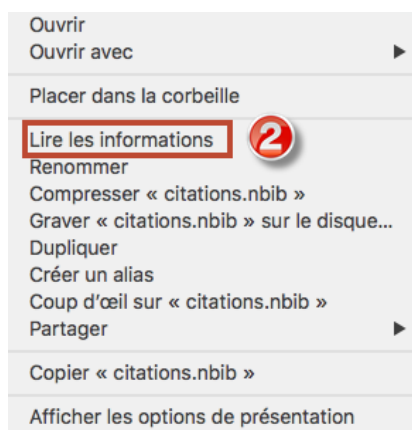 Ouvrir
Ouvrir avec
Placer dans la corbeille
Lire les informations 2
Renommer
Compresser « citations.nbib »
Graver « citations.nbib » sur le disque...
Dupliquer
Créer un alias
Coup d'œil sur « citations.nbib »
Partager
Copier « citations.nbib »
Afficher les options de présentation